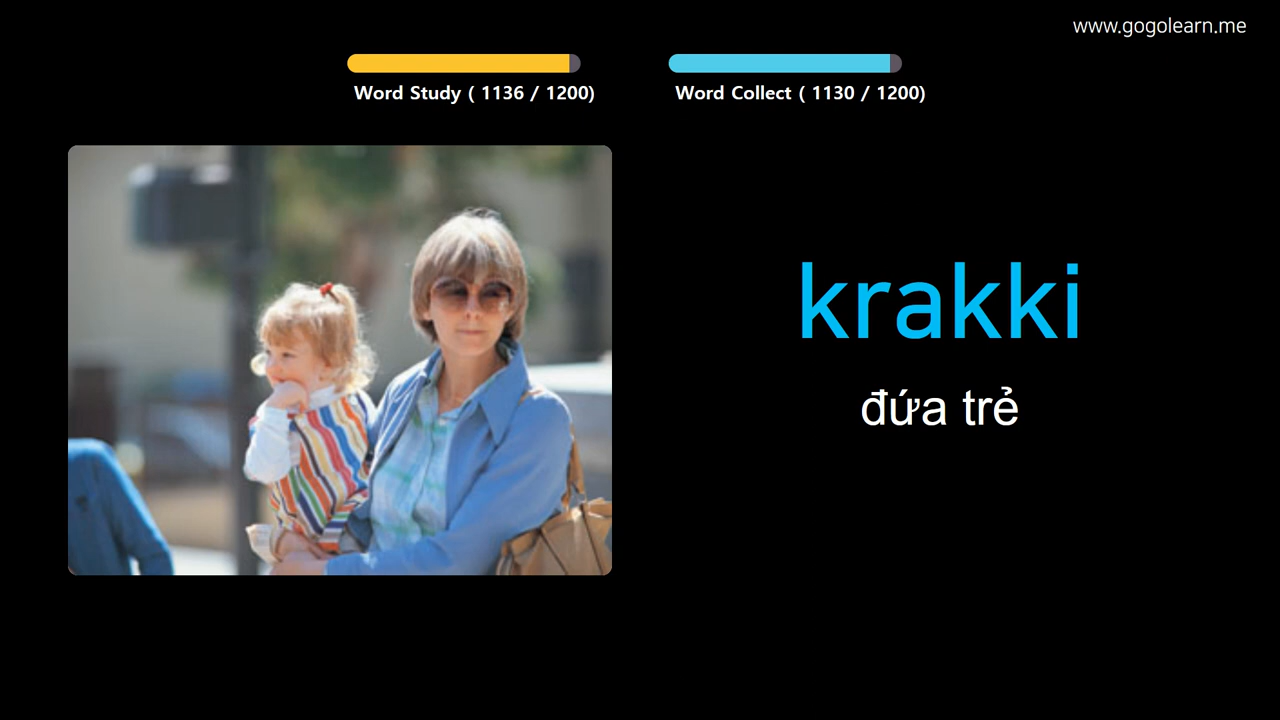 www.gogolearn.me
Word Study ( 1136 / 1200)
Word Collect ( 1130 / 1200)
krakki
đứa trẻ